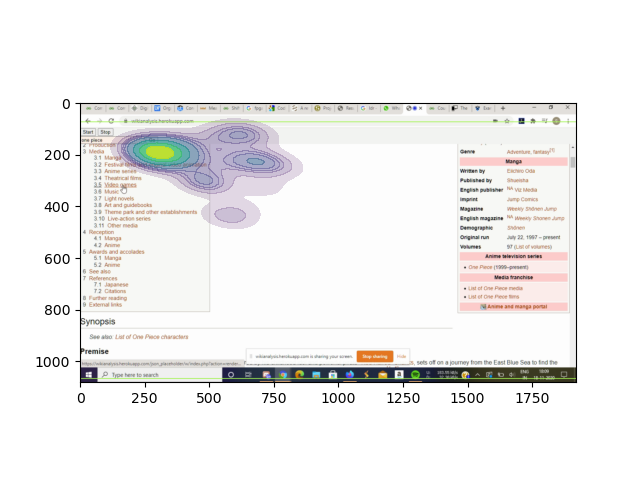 0
200
400
600
800
1000
0
250
500
750
1000
1250
1500
1750
wikianalysis.herokuapp.com
Start
Stop
one piece
2 Production
3 Media
3.1 Manga
3.2 Festival
3.3 Anime series
3.4 Theatrical films
3.5 Video games
3.6 Music
3.7 Light novels
3.8 Art and guidebooks
3.9 Theme park and other establishments
3.10 Live-action series
3.11 Other media
4 Reception
4.1 Manga
4.2 Anime
5 Awards and accolades
5.1 Manga
5.2 Anime
6 See also
7 References
7.1 Japanese
7.2 Citations
8 Further reading
9 External links
Genre Adventure, fantasy[1]
Manga
Written by Eiichiro Oda
Published by Shueisha
English publisher NA Viz Media
Imprint Jump Comics
Magazine Weekly Shōnen Jump
English magazine NA Weekly Shonen Jump
Demographic Shōnen
Original run July 22, 1997 – present
Volumes 97 (List of volumes)
Anime television series
• One Piece (1999–present)
Media franchise
• List of One Piece media
• List of One Piece films
Anime and manga portal
Synopsis
See also: List of One Piece characters
Premise
wikianalysis.herokuapp.com is sharing your screen. Stop sharing Hide
sets off on a journey from the East Blue Sea to find the
Type here to search